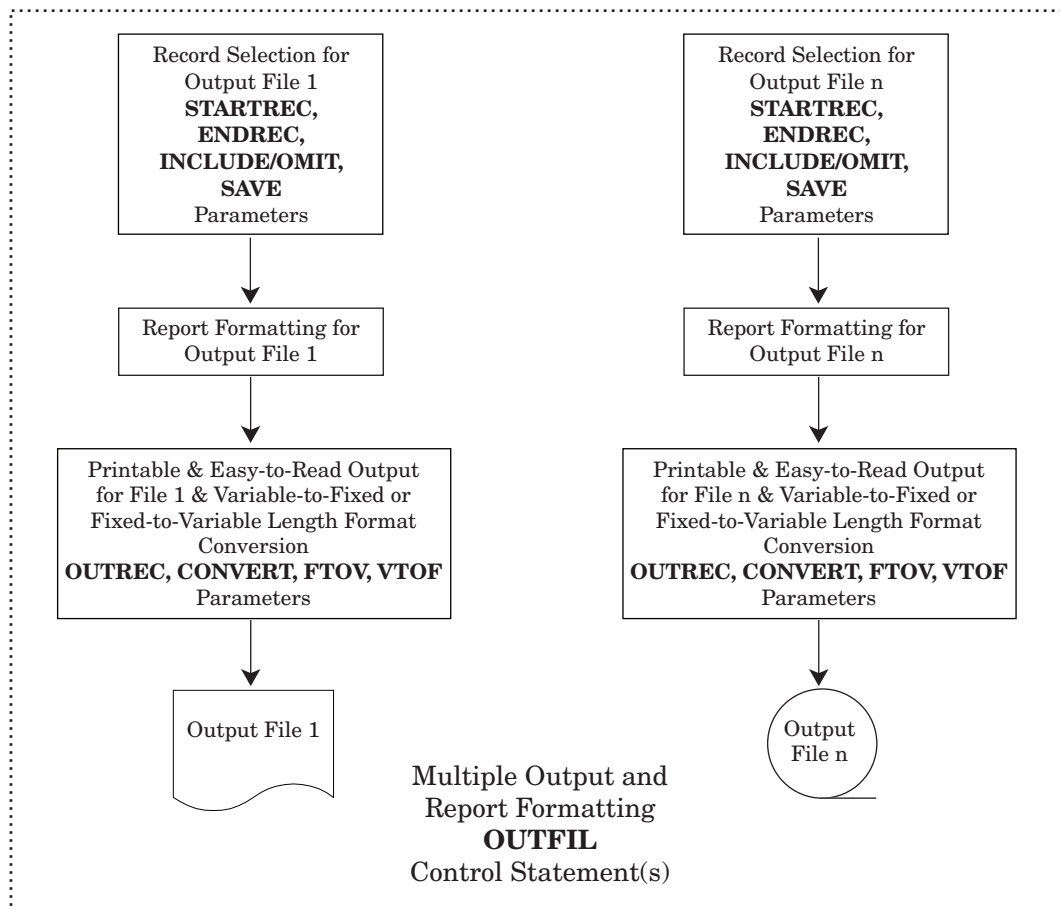 Record Selection for
Output File 1
STARTREC,
ENDREC,
INCLUDE/OMIT,
SAVE
Parameters
Report Formatting for
Output File 1
Printable & Easy-to-Read Output
for File 1 & Variable-to-Fixed or
Fixed-to-Variable Length Format
Conversion
OUTREC, CONVERT, FTOV, VTOF
Parameters
Output File 1
Record Selection for
Output File n
STARTREC,
ENDREC,
INCLUDE/OMIT,
SAVE
Parameters
Report Formatting for
Output File n
Printable & Easy-to-Read Output
for File n & Variable-to-Fixed or
Fixed-to-Variable Length Format
Conversion
OUTREC, CONVERT, FTOV, VTOF
Parameters
Output
File n
Multiple Output and
Report Formatting
OUTFIL
Control Statement(s)